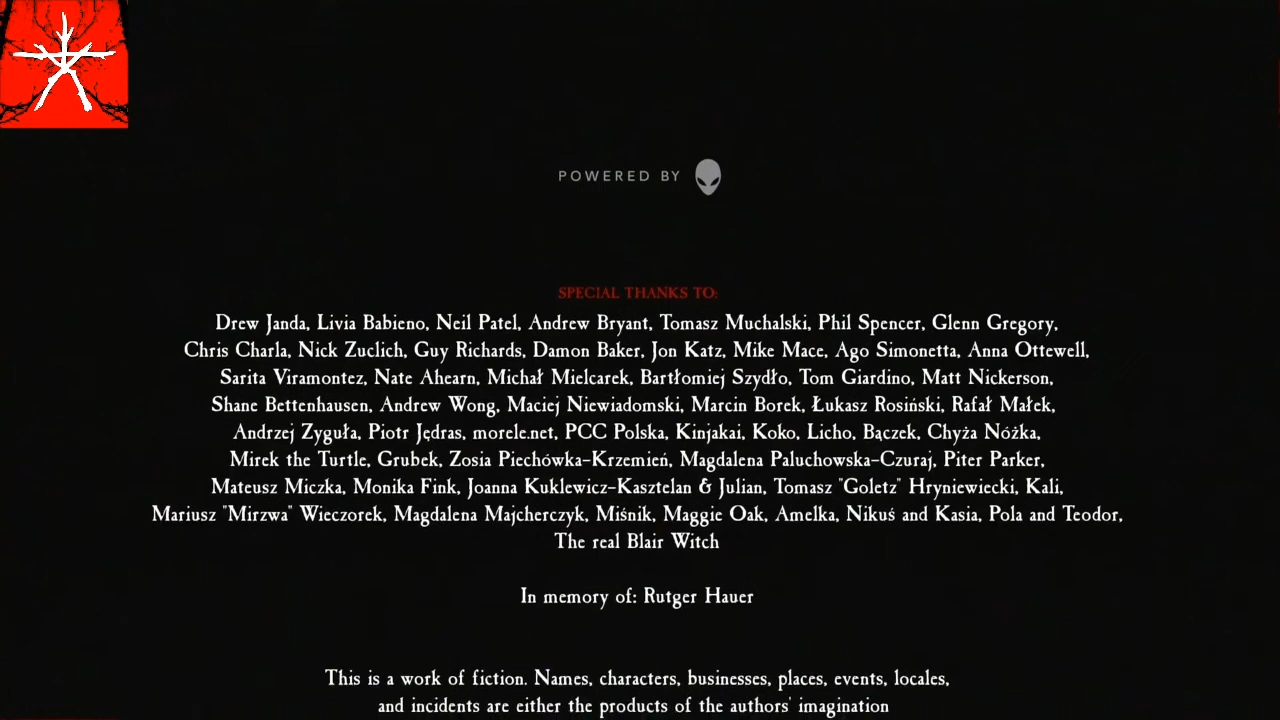 POWERED BY
SPECIAL THANKS TO:
Drew Janda, Livia Babieno, Neil Patel, Andrew Bryant, Tomasz Muchalski, Phil Spencer, Glenn Gregory,
Chris Charla, Nick Zuclich, Guy Richards, Damon Baker, Jon Katz, Mike Mace, Ago Simonetta, Anna Ottewell,
Sarita Viramontez, Nate Ahearn, Michał Mielcarek, Bartłomiej Szydło, Tom Giardino, Matt Nickerson,
Shane Bettenhausen, Andrew Wong, Maciej Niewiadomski, Marcin Borek, Łukasz Rosiński, Rafał Małek,
Andrzej Zyguła, Piotr Jędras, morele.net, PCC Polska, Kinjakai, Koko, Licho, Bączek, Chyża Nóżka,
Mirek the Turtle, Grubek, Zosia Piechówka-Krzemień, Magdalena Paluchowska-Czuraj, Piter Parker,
Mateusz Miczka, Monika Fink, Joanna Kuklewicz-Kasztelan & Julian, Tomasz "Goletz" Hryniewiecki, Kali,
Mariusz "Mirzwa" Wieczorek, Magdalena Majcherczyk, Miśnik, Maggie Oak, Amelka, Nikuś and Kasia, Pola and Teodor,
The real Blair Witch
In memory of: Rutger Hauer
This is a work of fiction. Names, characters, businesses, places, events, locales,
and incidents are either the products of the authors' imagination